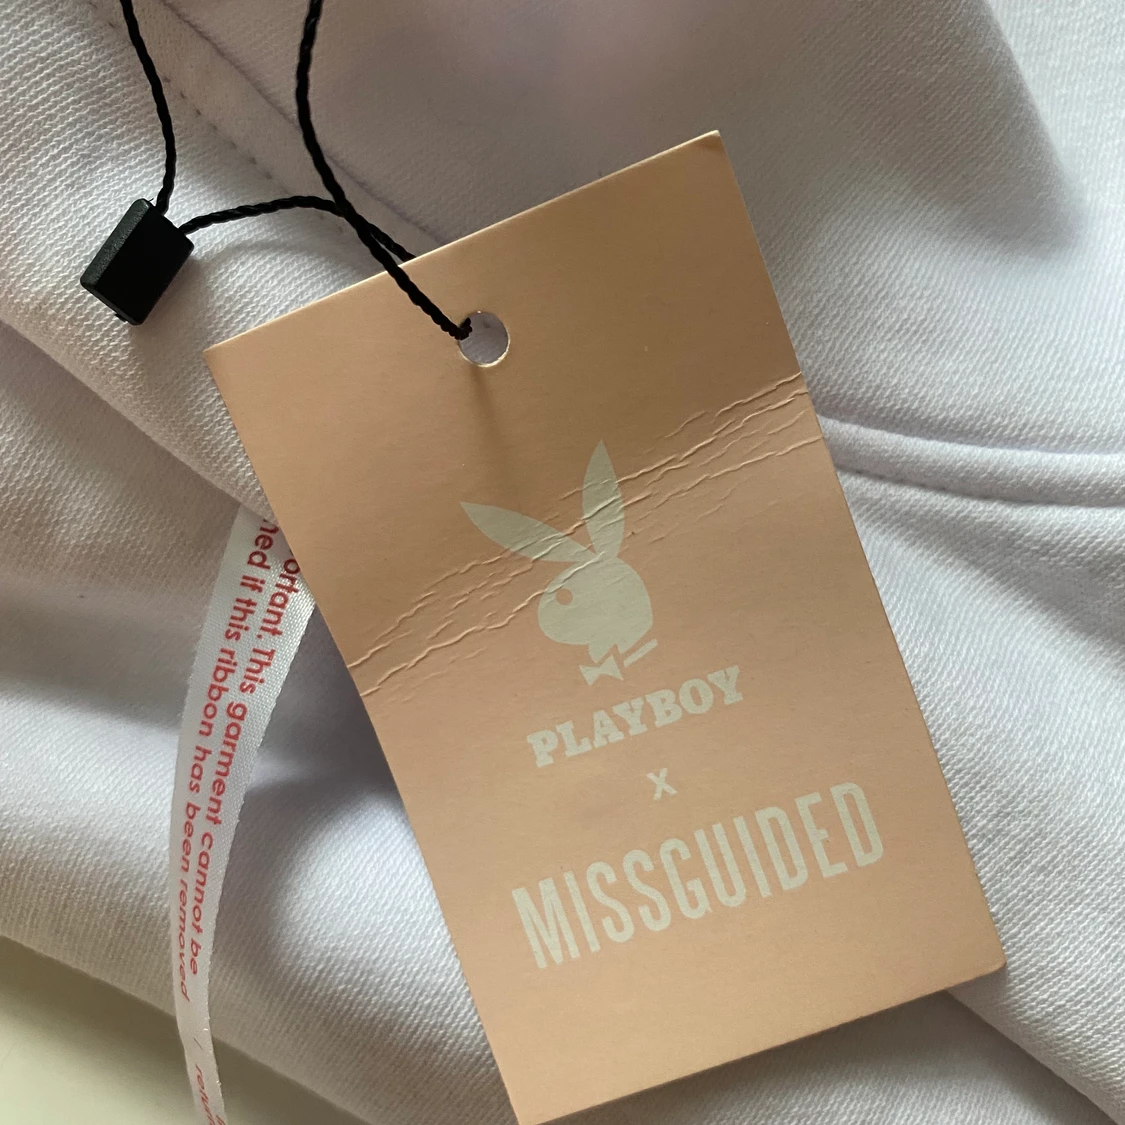 PLAYBOY
X
MISSGUIDED
ortant. This garment cannot be
ned if this ribbon has been removed
/